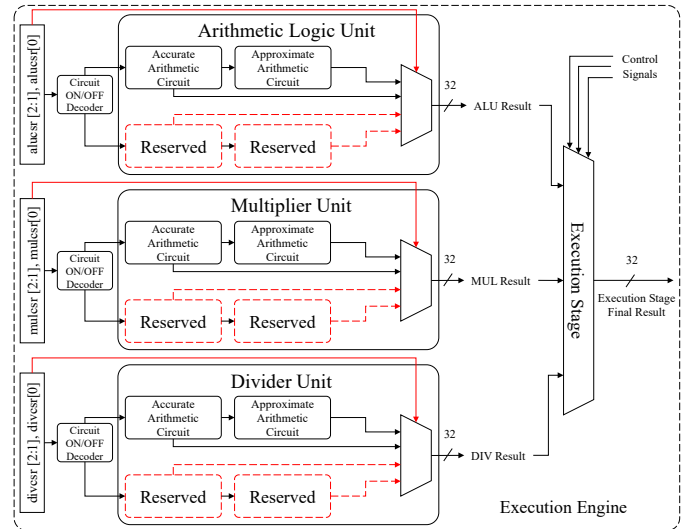 Arithmetic Logic Unit
alucsr [2:1], alucsr[0]
Circuit
ON/OFF
Decoder
Accurate
Arithmetic
Circuit
Approximate
Arithmetic Circuit
Reserved
Reserved
32
ALU Result
Control
Signals
Multiplier Unit
mulcsr [2:1], mulcsr[0]
Circuit
ON/OFF
Decoder
Accurate
Arithmetic
Circuit
Approximate
Arithmetic Circuit
Reserved
Reserved
32
MUL Result
Execution Stage
32
Execution Stage
Final Result
Divider Unit
divcsr [2:1], divcsr[0]
Circuit
ON/OFF
Decoder
Accurate
Arithmetic
Circuit
Approximate
Arithmetic Circuit
Reserved
Reserved
32
DIV Result
Execution Engine